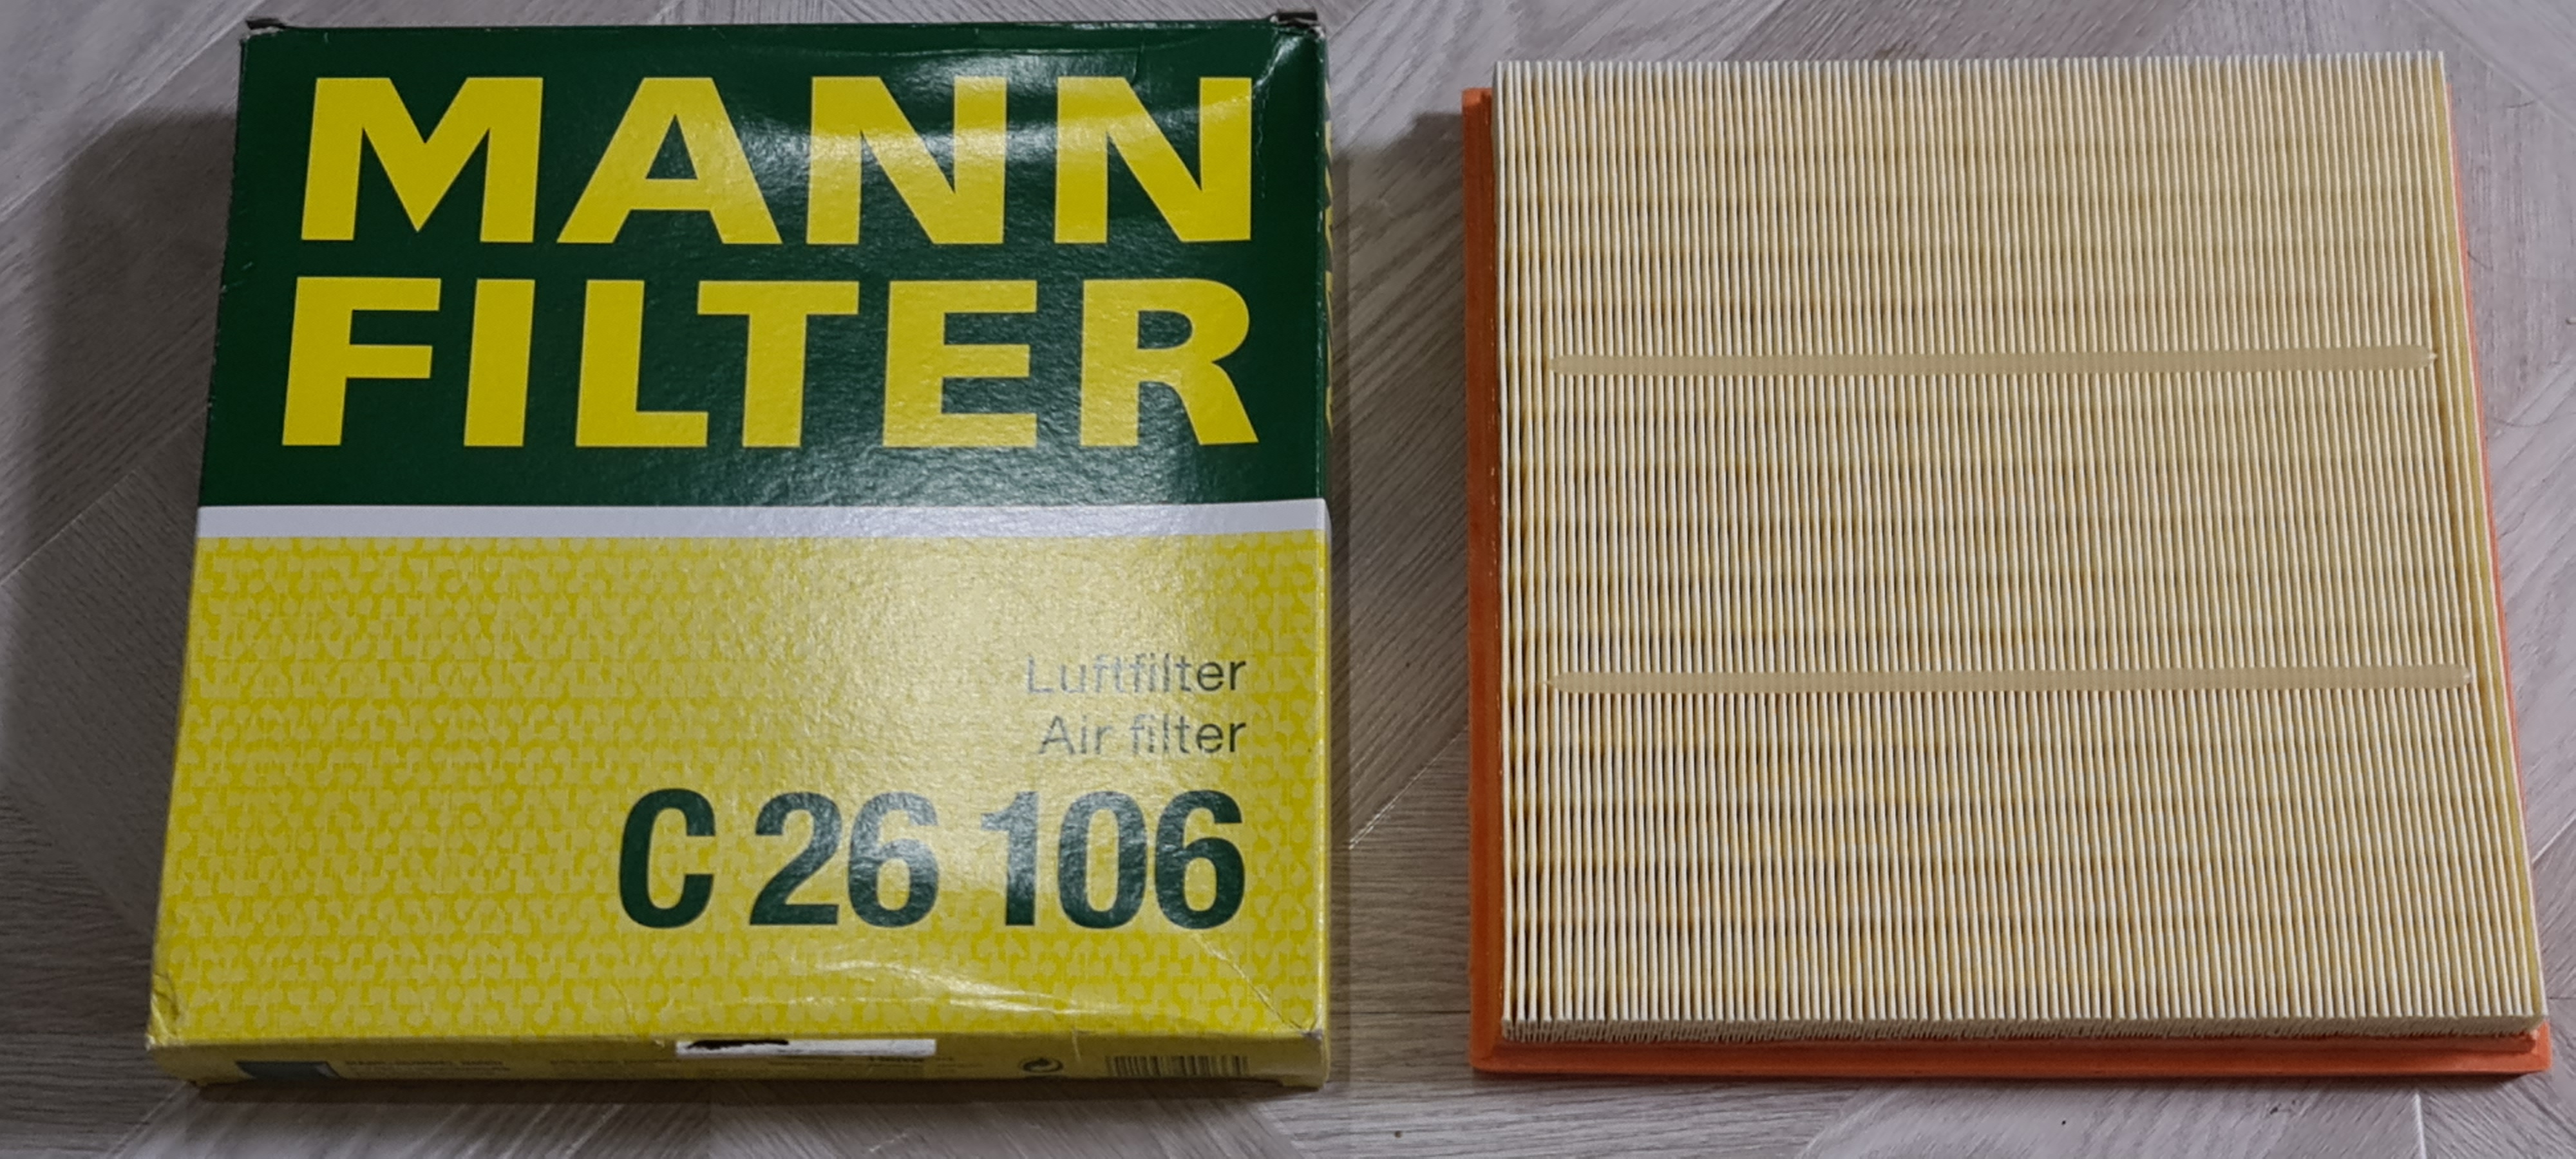 MANN
FILTER
Luftfilter
Air filter
C 26 106